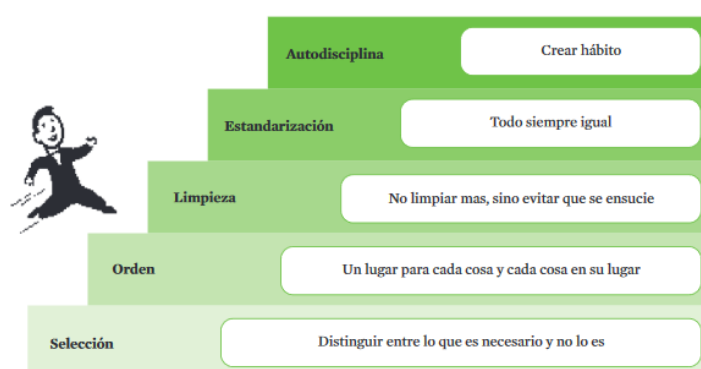 Autodisciplina
Crear hábito
Estandarización
Todo siempre igual
Limpieza
No limpiar mas, sino evitar que se ensucie
Orden
Un lugar para cada cosa y cada cosa en su lugar
Selección
Distinguir entre lo que es necesario y no lo es